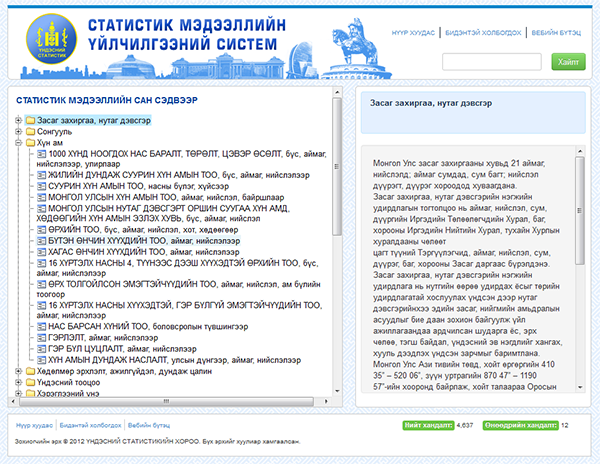 СТАТИСТИК МЭДЭЭЛЛИЙН
ҮЙЛЧИЛГЭЭНИЙ СИСТЕМ
ҮНДЭСНИЙ
СТАТИСТИК
НҮҮР ХУУДАС | БИДЭНТЭЙ ХОЛБОГДОХ | ВЕБИЙН БҮТЭЦ
Хайлт
СТАТИСТИК МЭДЭЭЛЛИЙН САН СЭДВЭЭР
Засаг захиргаа, нутаг дэвсгэр
Сонгууль
Хүн ам
1000 ХҮНД НООГДОХ НАС БАРАЛТ, ТӨРӨЛТ, ЦЭВЭР ӨСӨЛТ, бүс, аймаг,
нийслэлээр, улирлаар
ЖИЛИЙН ДУНДАЖ СУУРИН ХҮН АМЫН ТОО, бүс, аймаг, нийслэлээр
СУУРИН ХҮН АМЫН ТОО, насны бүлэг, хүйсээр
МОНГОЛ УЛСЫН ХҮН АМЫН ТОО, аймаг, нийслэл, байршлаар
МОНГОЛ УЛСЫН НУТАГ ДЭВСГЭРТ ОРШИН СУУГАА ХҮН АМД,
ХӨДӨӨГИЙН ХҮН АМЫН ЭЗЛЭХ ХУВЬ, бүс, аймаг, нийслэл
ӨРХИЙН ТОО, бүс, аймаг, нийслэл, хот, хөдөөгөөр
БҮТЭН ӨНЧИН ХҮҮХДИЙН ТОО, аймаг, нийслэлээр
ХАГАС ӨНЧИН ХҮҮХДИЙН ТОО, аймаг, нийслэлээр
16 ХҮРТЭЛХ НАСНЫ 4, ТҮҮНЭЭС ДЭЭШ ХҮҮХЭДТЭЙ ӨРХИЙН ТОО, бүс,
аймаг, нийслэлээр
ӨРХ ТОЛГОЙЛСОН ЭМЭГТЭЙЧҮҮДИЙН ТОО, аймаг, нийслэл, ам бүлийн
тоогоор
16 ХҮРТЭЛХ НАСНЫ ХҮҮХЭДТЭЙ, ГЭР БҮЛГҮЙ ЭМЭГТЭЙЧҮҮДИЙН ТОО,
аймаг, нийслэлээр
НАС БАРСАН ХҮНИЙ ТОО, боловсролын түвшингээр
ГЭРЛЭЛТ, аймаг, нийслэлээр
ГЭР БҮЛ ЦУЦЛАЛТ, аймаг, нийслэлээр
ХҮН АМЫН ДУНДАЖ НАСЛАЛТ, улсын дүнгээр, аймаг, нийслэлээр
Хөдөлмөр эрхлэлт, ажилгүйдэл, дундаж цалин
Үндэсний тооцоо
Хэрэглээний үнэ
Засаг захиргаа, нутаг дэвсгэр
Монгол Улс засаг захиргааны хувьд 21 аймаг,
нийслэлд; аймаг сумдад, сум багт; нийслэл
дүүрэгт, дүүрэг хороодод хуваагдана.
Засаг захиргаа, нутаг дэвсгэрийн нэгжийн
удирдлагын тогтолцоо нь аймаг, нийслэл, сум,
дүүргийн Иргэдийн Төлөөлөгчдийн Хурал, баг,
хорооны Иргэдийн Нийтийн Хурал, тухайн Хурлын
хуралдааны чөлөөт
цагт түүний Тэргүүлэгчид, аймаг, нийслэл, сум,
дүүрэг, баг, хорооны Засаг даргаас бүрэлдэнэ.
Засаг захиргаа, нутаг дэвсгэрийн нэгжийн
удирдлага нь нутгийн өөрөө удирдах ёсыг төрийн
удирдлагатай хослуулах үндсэн дээр нутаг
дэвсгэрийнхээ эдийн засаг, нийгмийн амьдралын
асуудлыг бие даан зохион байгуулж үйл
ажиллагаандаа ардчилсан шударга ёс, эрх
чөлөө, тэгш байдал, үндэсний эв нэгдлийг хангах,
хууль дээдлэх үндсэн зарчмыг баримтлана.
Монгол Улс Ази тивийн төвд, хойт өргөргийн 410
35" – 520 06", зүүн уртрагийн 870 47" – 1190
57"-ийн хооронд байрлаж, хойт талаараа Оросын
Нүүр хуудас | Бидэнтэй холбогдох | Вебийн бүтэц
Нийт хандалт: 4,637 Өнөөдрийн хандалт: 12
Зохиогчийн эрх © 2012 ҮНДЭСНИЙ СТАТИСТИКИЙН ХОРОО. Бүх эрхийг хуулиар хамгаалсан.